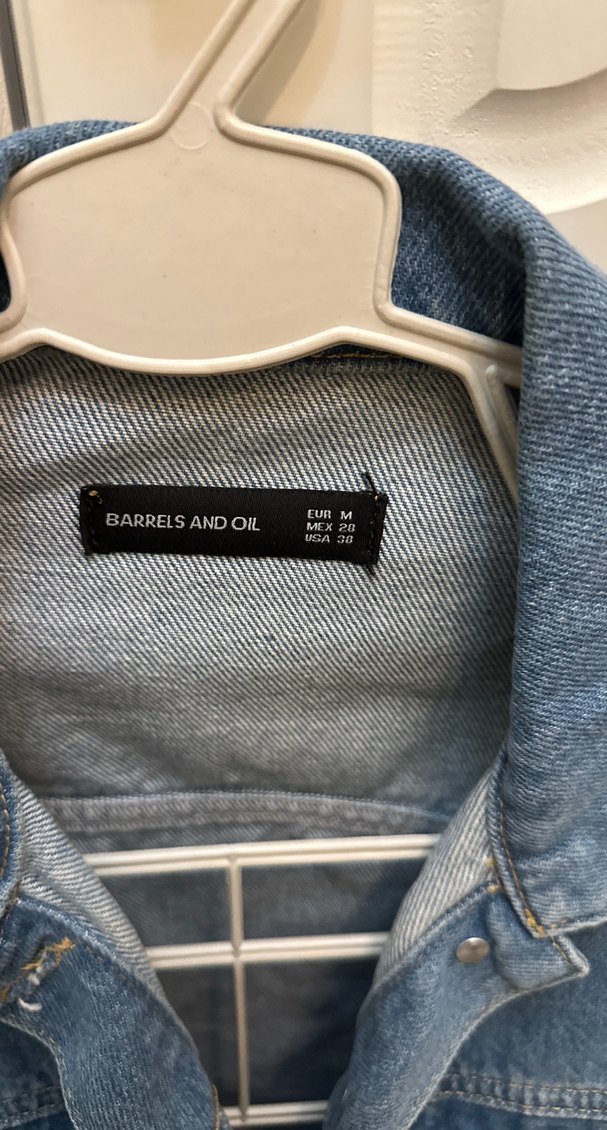 BARRELS AND OIL
EUR M
MEX 28
USA 38